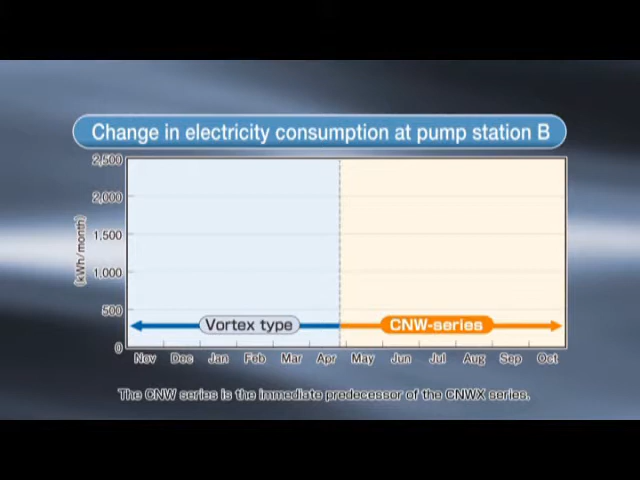 Change in electricity consumption at pump station B
2,500
2,000
1,500
1,000
500
0
(kWh/month)
Vortex type
CNW-series
Nov Dec Jan Feb Mar Apr May Jun Jul Aug Sep Oct
The CNW series is the immediate predecessor of the CNWX series.